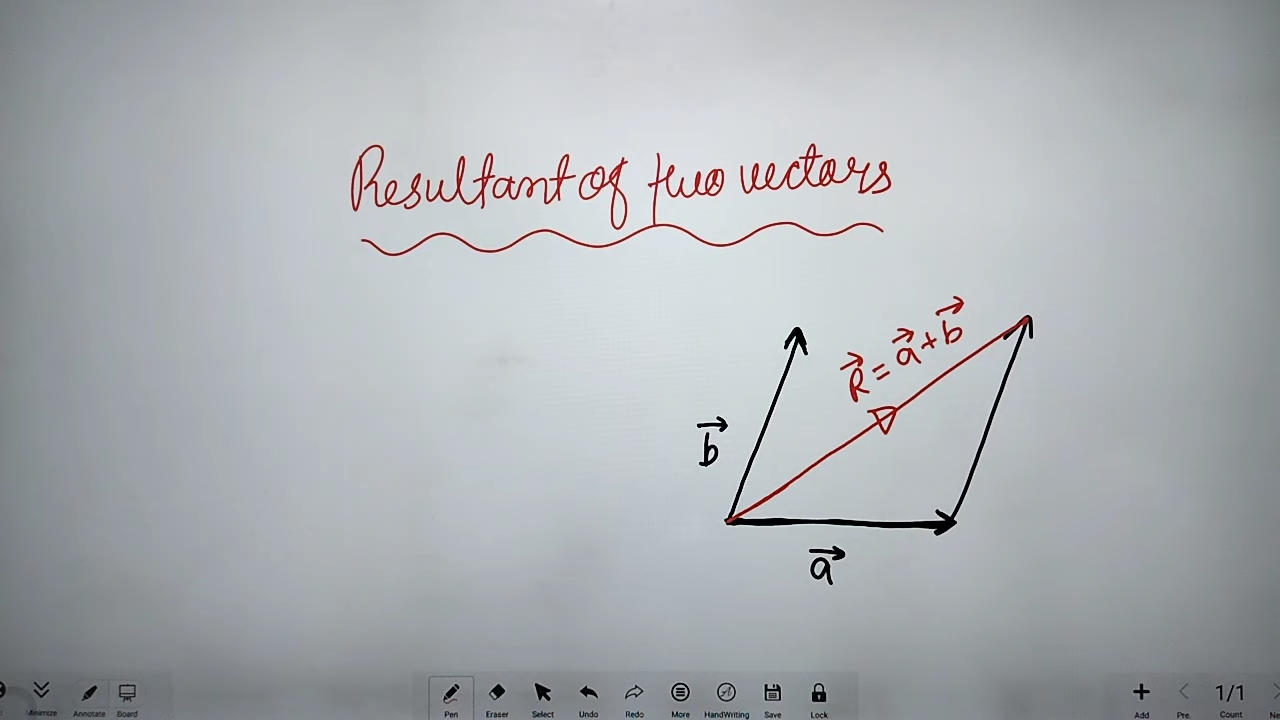 Resultant of two vectors
R⃗ = a⃗ + b⃗
b⃗
a⃗
Minimize Annotate Board Pen Eraser Select Undo Redo More HandWriting Save Lock Add Pre. 1/1 Count